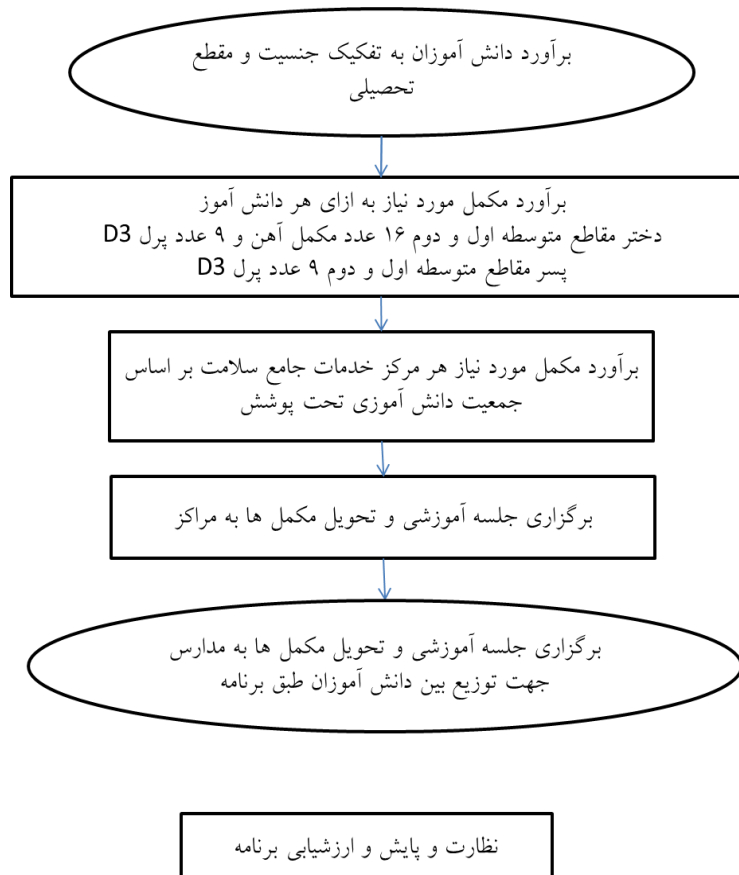 برآورد دانش آموزان به تفکیک جنسیت و مقطع
تحصیلی
برآورد مکمل مورد نیاز به ازای هر دانش آموز
دختر مقاطع متوسطه اول و دوم ۱۶ عدد مکمل آهن و ۹ عدد پرل D3
پسر مقاطع متوسطه اول و دوم ۹ عدد پرل D3
برآورد مکمل مورد نیاز هر مرکز خدمات جامع سلامت بر اساس
جمعیت دانش آموزی تحت پوشش
برگزاری جلسه آموزشی و تحویل مکمل ها به مراکز
برگزاری جلسه آموزشی و تحویل مکمل ها به مدارس
جهت توزیع بین دانش آموزان طبق برنامه
نظارت و پایش و ارزشیابی برنامه